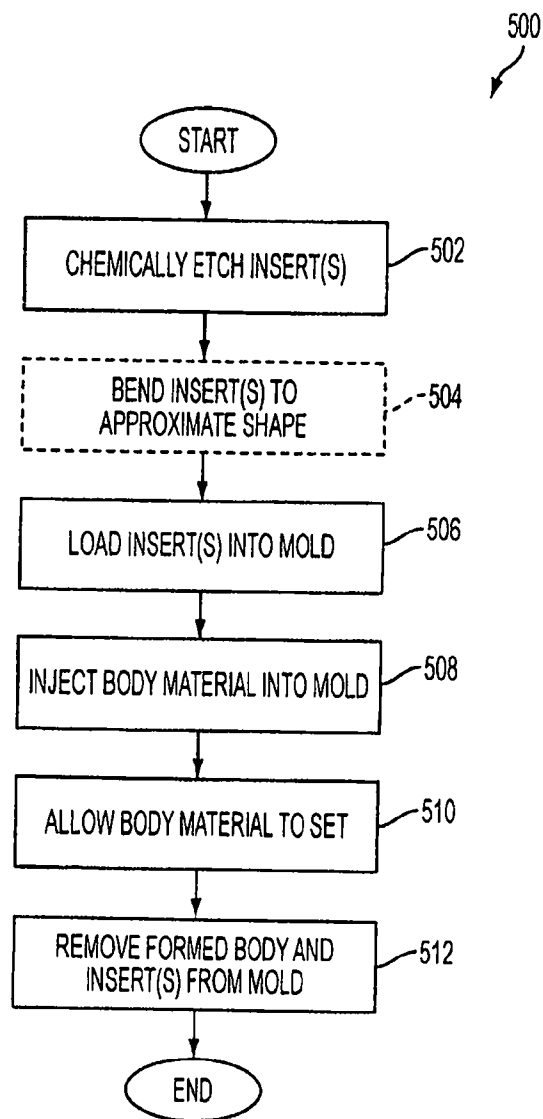 500
START
CHEMICALLY ETCH INSERT(S)
502
BEND INSERT(S) TO
APPROXIMATE SHAPE
504
LOAD INSERT(S) INTO MOLD
506
INJECT BODY MATERIAL INTO MOLD
508
ALLOW BODY MATERIAL TO SET
510
REMOVE FORMED BODY AND
INSERT(S) FROM MOLD
512
END